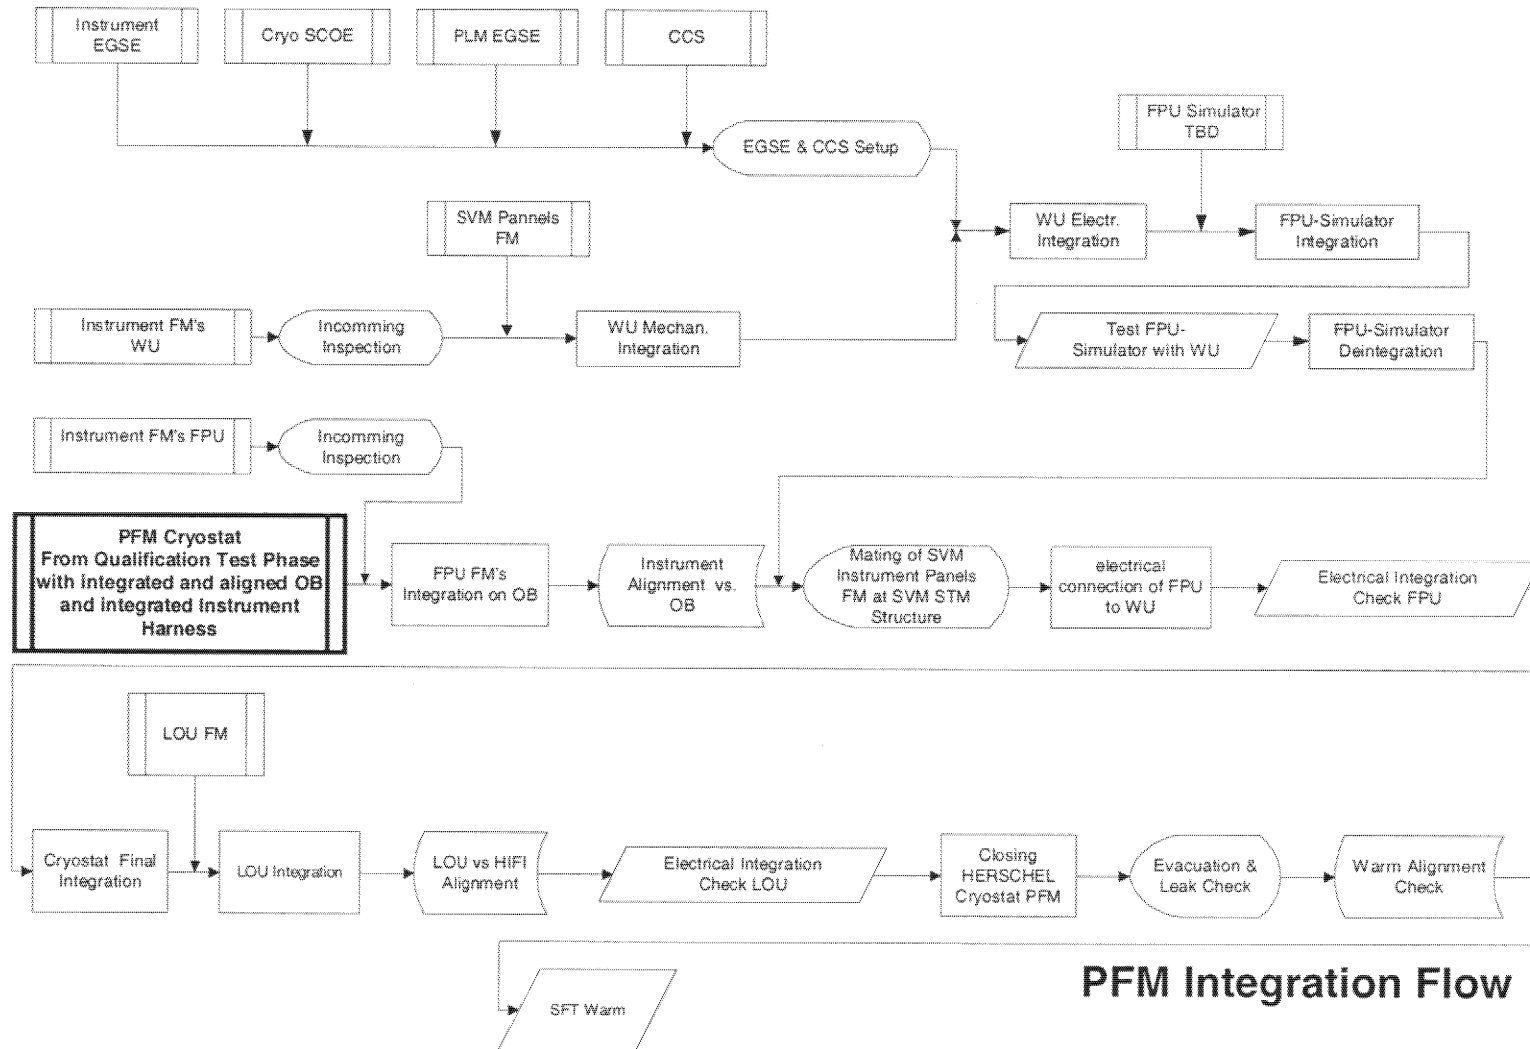 Instrument
EGSE
Cryo SCOE
PLM EGSE
CCS
EGSE & CCS Setup
FPU Simulator
TBD
SVM Pannels
FM
WU Electr.
Integration
FPU-Simulator
Integration
Instrument FM's
WU
Incomming
Inspection
WU Mechan.
Integration
Test FPU-
Simulator with WU
FPU-Simulator
Deintegration
Instrument FM's FPU
Incomming
Inspection
PFM Cryostat
From Qualification Test Phase
with integrated and aligned OB
and integrated Instrument
Harness
FPU FM's
Integration on OB
Instrument
Alignment vs.
OB
Mating of SVM
Instrument Panels
FM at SVM STM
Structure
electrical
connection of FPU
to WU
Electrical Integration
Check FPU
LOU FM
Cryostat Final
Integration
LOU Integration
LOU vs HIFI
Alignment
Electrical Integration
Check LOU
Closing
HERSCHEL
Cryostat PFM
Evacuation &
Leak Check
Warm Alignment
Check
SFT Warm
PFM Integration Flow